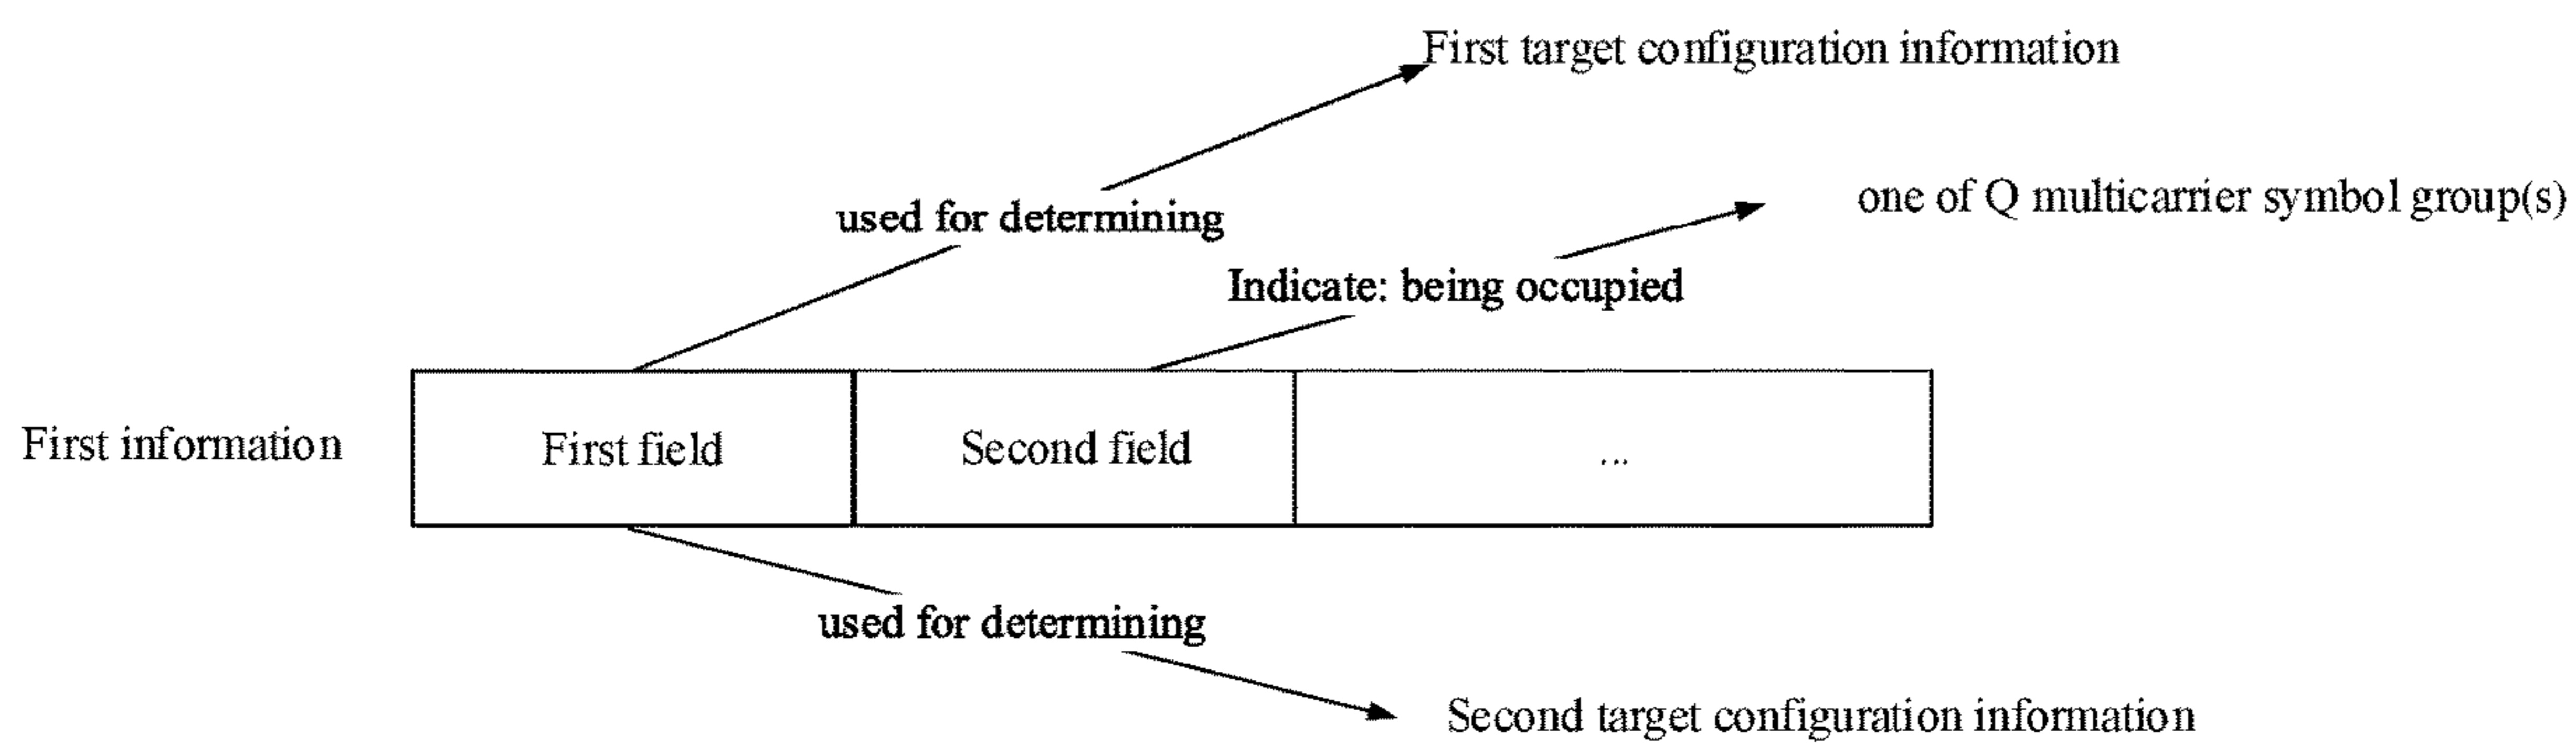 First target configuration information
one of Q multicarrier symbol group(s)
used for determining
Indicate: being occupied
First information
First field
Second field
...
used for determining
Second target configuration information